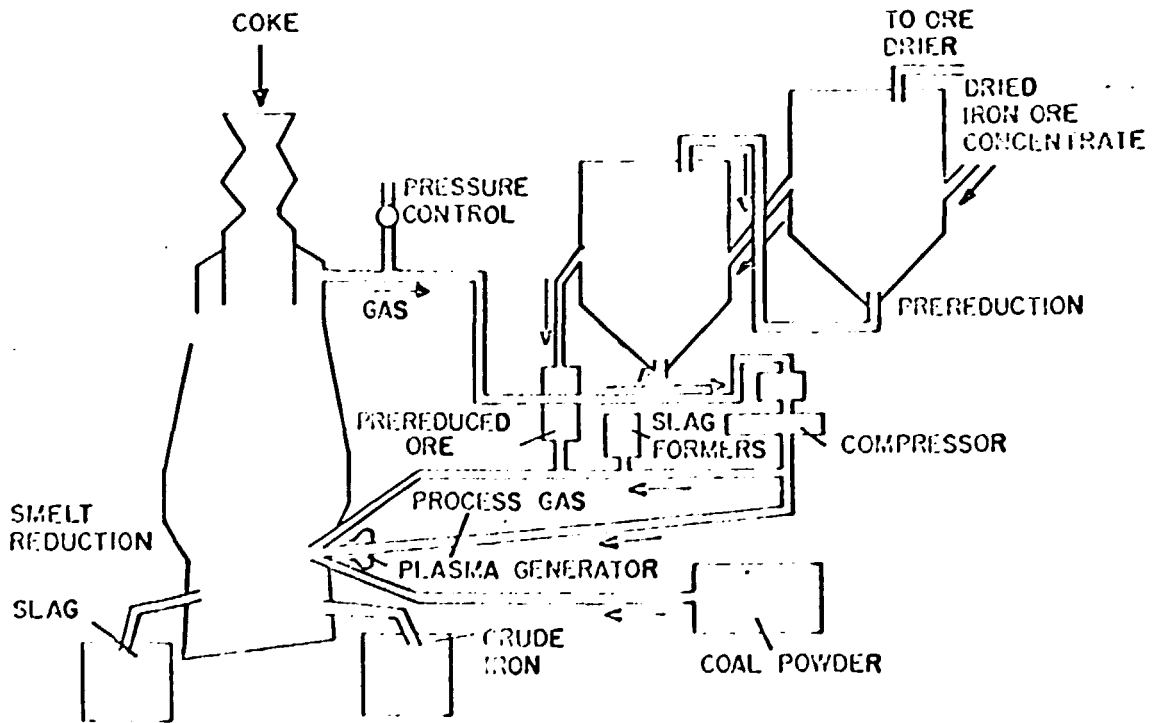 COKE
TO ORE
DRIER
DRIED
IRON ORE
CONCENTRATE
PRESSURE
CONTROL
GAS
PREREDUCTION
PREREDUCED
ORE
SLAG
FORMERS
COMPRESSOR
PROCESS GAS
SMELT
REDUCTION
PLASMA GENERATOR
SLAG
CRUDE
IRON
COAL POWDER